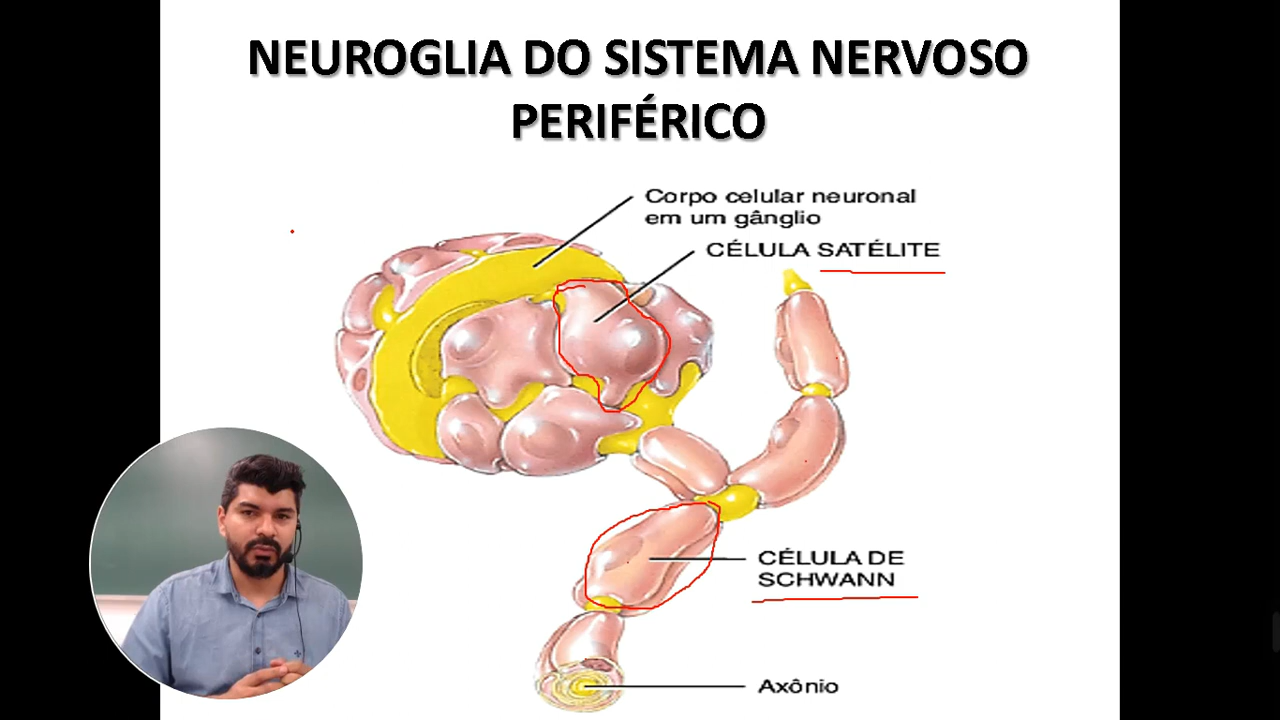 NEUROGLIA DO SISTEMA NERVOSO
PERIFÉRICO
Corpo celular neuronal
em um gânglio
CÉLULA SATÉLITE
CÉLULA DE
SCHWANN
Axônio